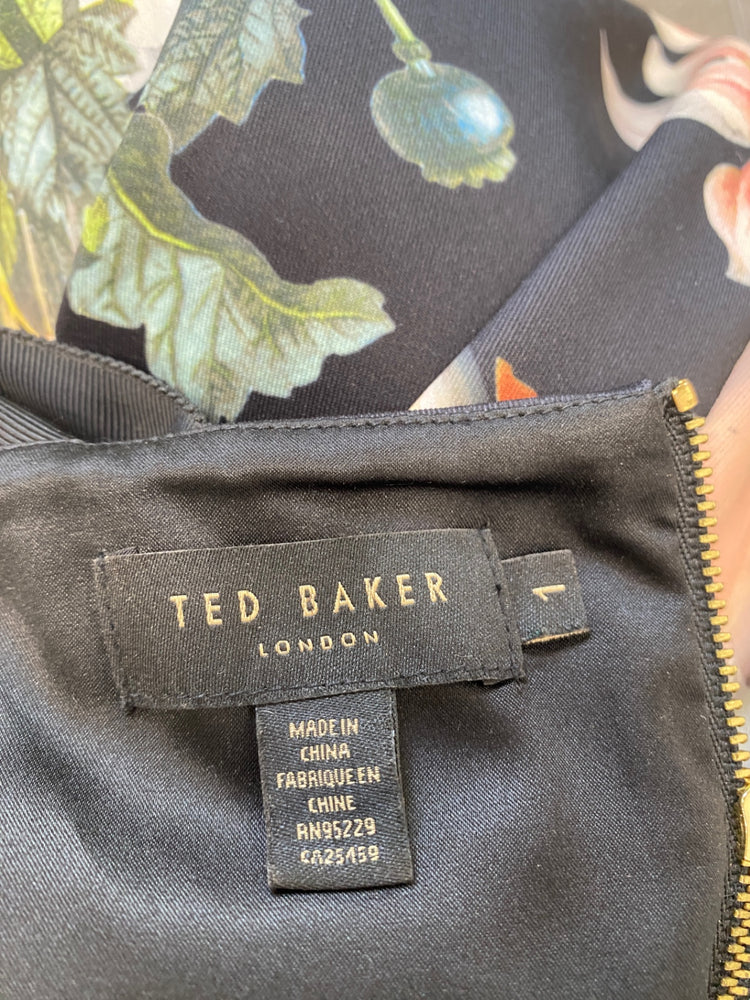 TED BAKER
LONDON
1
MADE IN
CHINA
FABRIQUE EN
CHINE
RN95229
CA25459